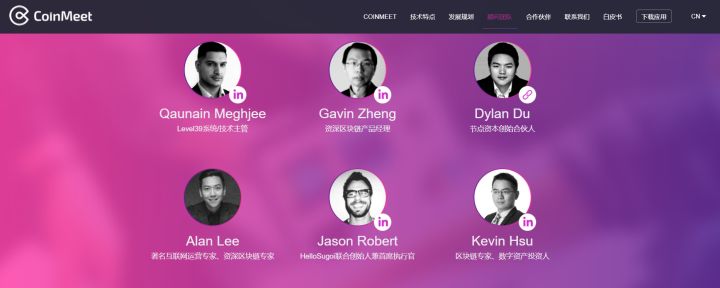 CoinMeet
COINMEET 技术特点 发展规划 顾问团队 合作伙伴 联系我们 白皮书 下载应用 CN
in
in
Qaunain Meghjee
Gavin Zheng
Dylan Du
Level39系统/技术主管
资深区块链产品经理
节点资本创始合伙人
in
in
Alan Lee
Jason Robert
Kevin Hsu
著名互联网运营专家、资深区块链专家
HelloSugoi联合创始人兼首席执行官
区块链专家、数字资产投资人